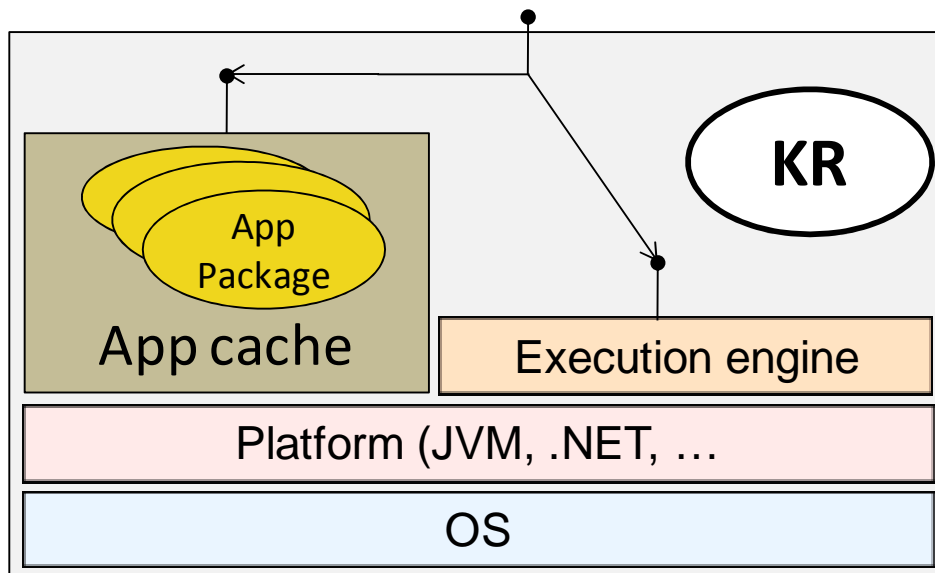 KR
App
Package
App cache
Execution engine
Platform (JVM, .NET, …
OS